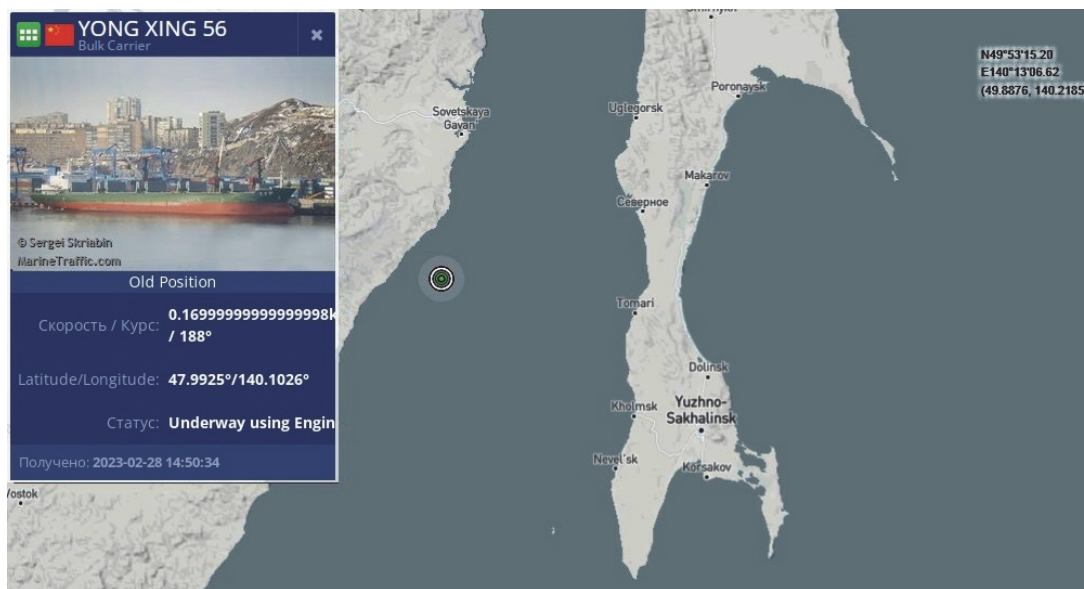 YONG XING 56
Bulk Carrier
© Sergei Skriabin
MarineTraffic.com
Old Position
Скорость / Курс: 0.16999999999999998k
/ 188°
Latitude/Longitude: 47.9925°/140.1026°
Статус: Underway using Engin
Получено: 2023-02-28 14:50:34
N49°53'15.20
E140°13'06.62
(49.8876, 140.2185
Poronaysk
Uglegorsk
Sovetskaya
Gavan'
Makarov
Северное
Tomari
Dolinsk
Kholmsk
Yuzhno-
Sakhalinsk
Nevel'sk
Korsakov
Vostok